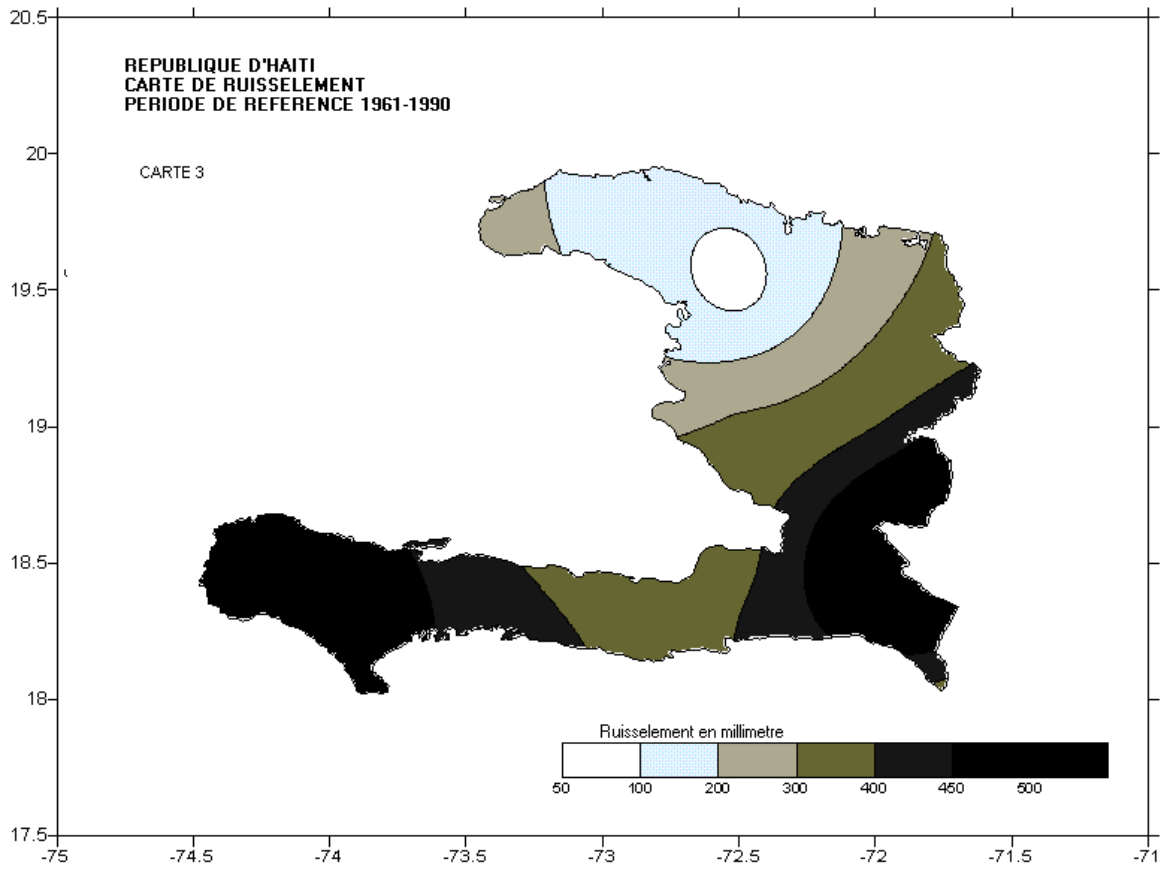 20.5
REPUBLIQUE D'HAITI
CARTE DE RUISSELEMENT
PERIODE DE REFERENCE 1961-1990
20
CARTE 3
19.5
19
18.5
18
Ruisselement en millimetre
50 100 200 300 400 450 500
17.5
-75 -74.5 -74 -73.5 -73 -72.5 -72 -71.5 -71